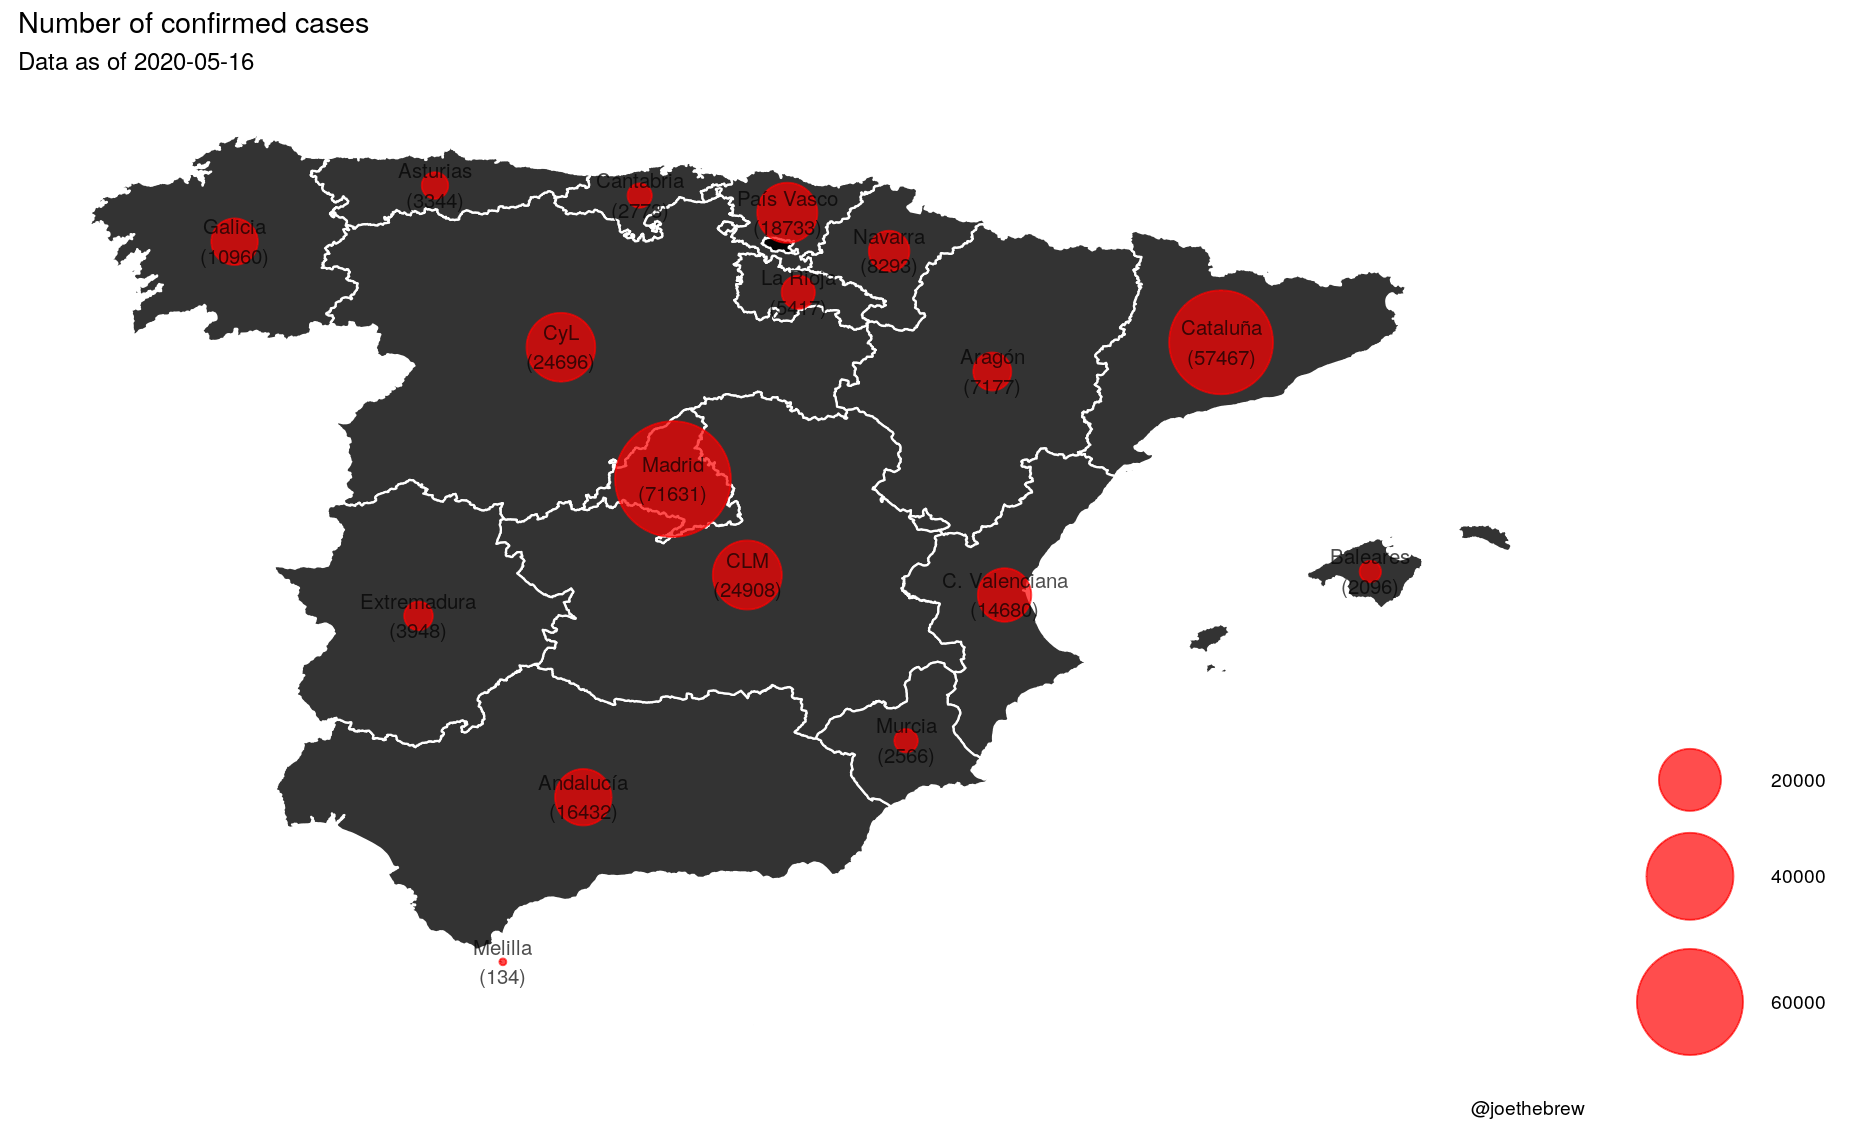 Number of confirmed cases
Data as of 2020-05-16
Asturias
(3344)
Cantabria
País Vasco
(18733)
Galicia
(10960)
Navarra
(8293)
La Rioja
(5417)
CyL
(24696)
Aragón
(7177)
Cataluña
(57467)
Madrid
(71631)
CLM
(24908)
C. Valenciana
(14680)
Baleares
(2096)
Extremadura
(3948)
Murcia
(2566)
Andalucía
(16432)
Melilla
(134)
20000
40000
60000
@joethebrew